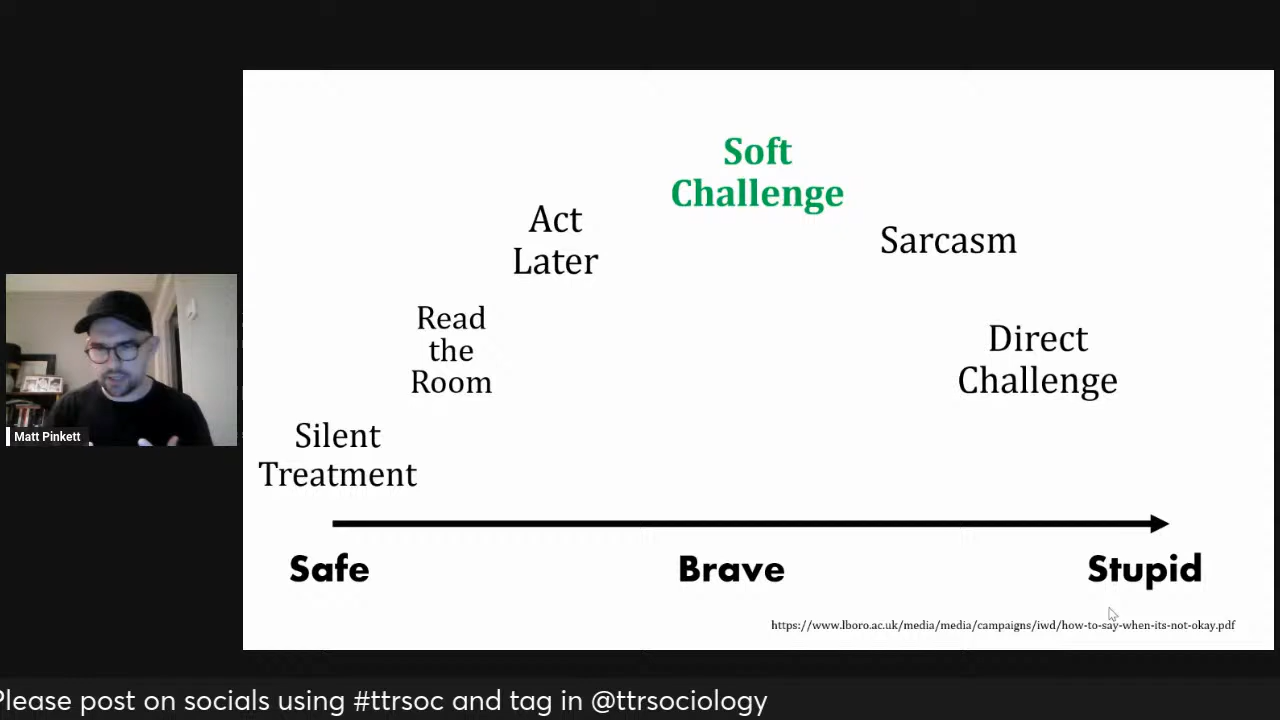 Soft
Challenge
Act
Later
Sarcasm
Read
the
Room
Direct
Challenge
Silent
Treatment
Safe
Brave
Stupid
https://www.lboro.ac.uk/media/media/campaigns/iwd/how-to-say-when-its-not-okay.pdf
Matt Pinkett
Please post on socials using #ttrsoc and tag in @ttrsociology